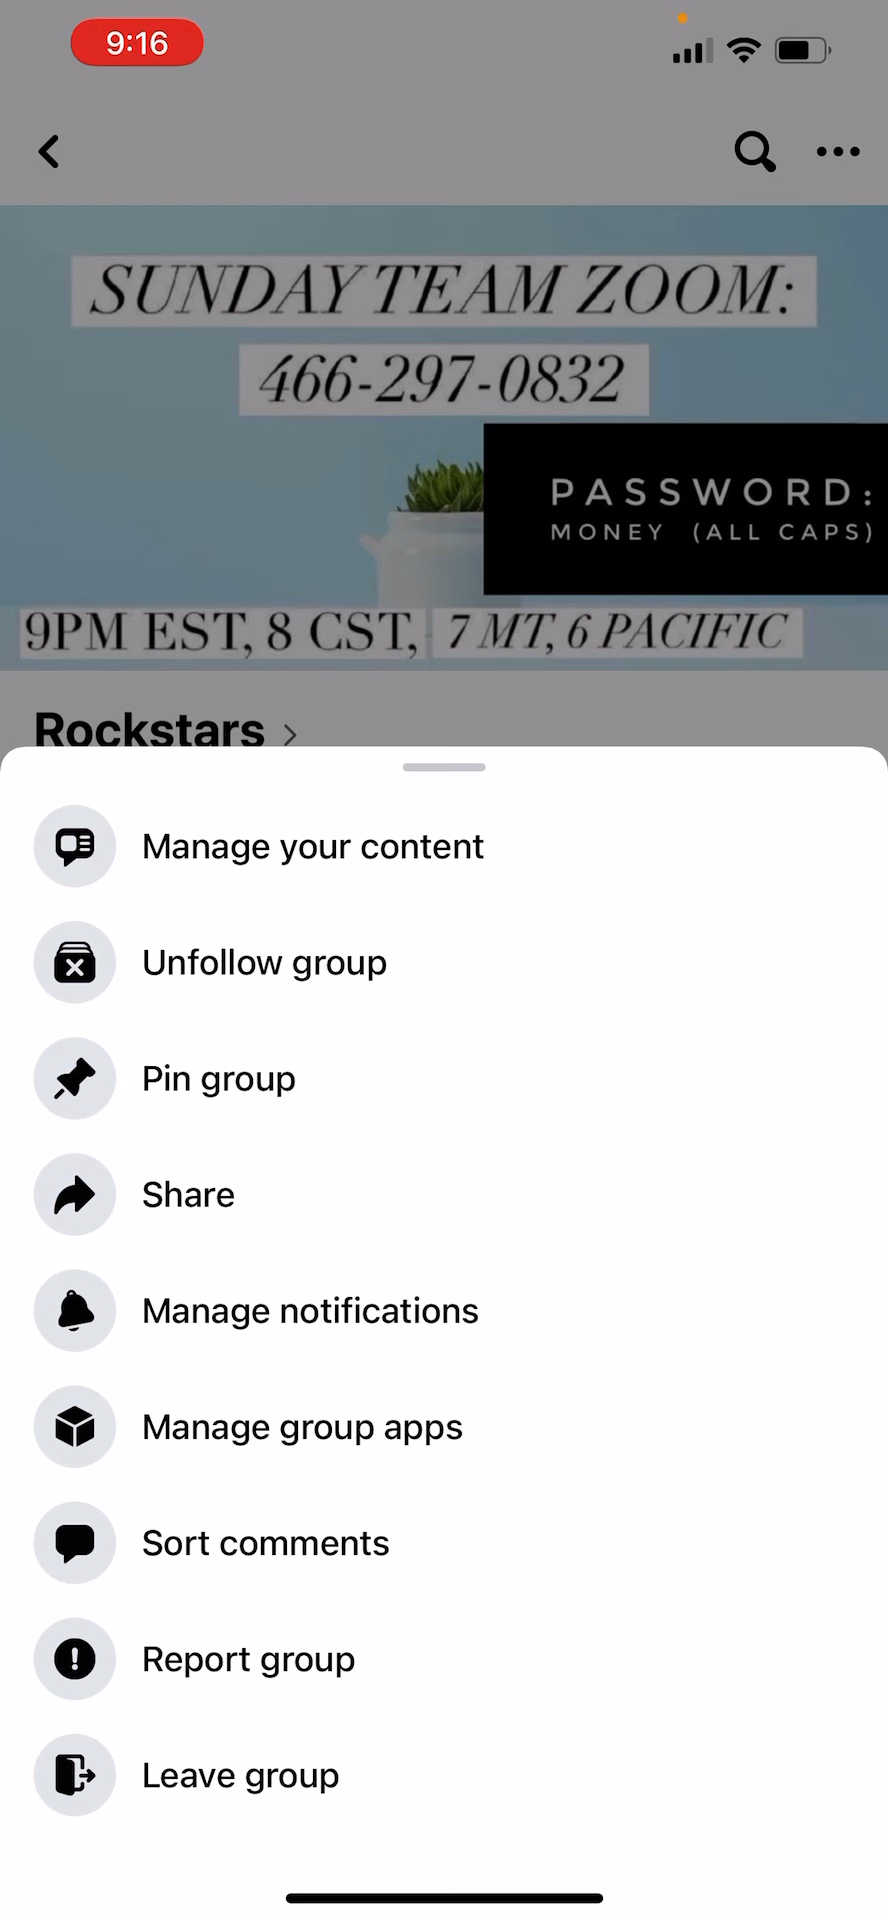 9:16
SUNDAY TEAM ZOOM:
466-297-0832
PASSWORD:
MONEY (ALL CAPS)
9PM EST, 8 CST, 7 MT, 6 PACIFIC
Rockstars
Manage your content
Unfollow group
Pin group
Share
Manage notifications
Manage group apps
Sort comments
Report group
Leave group